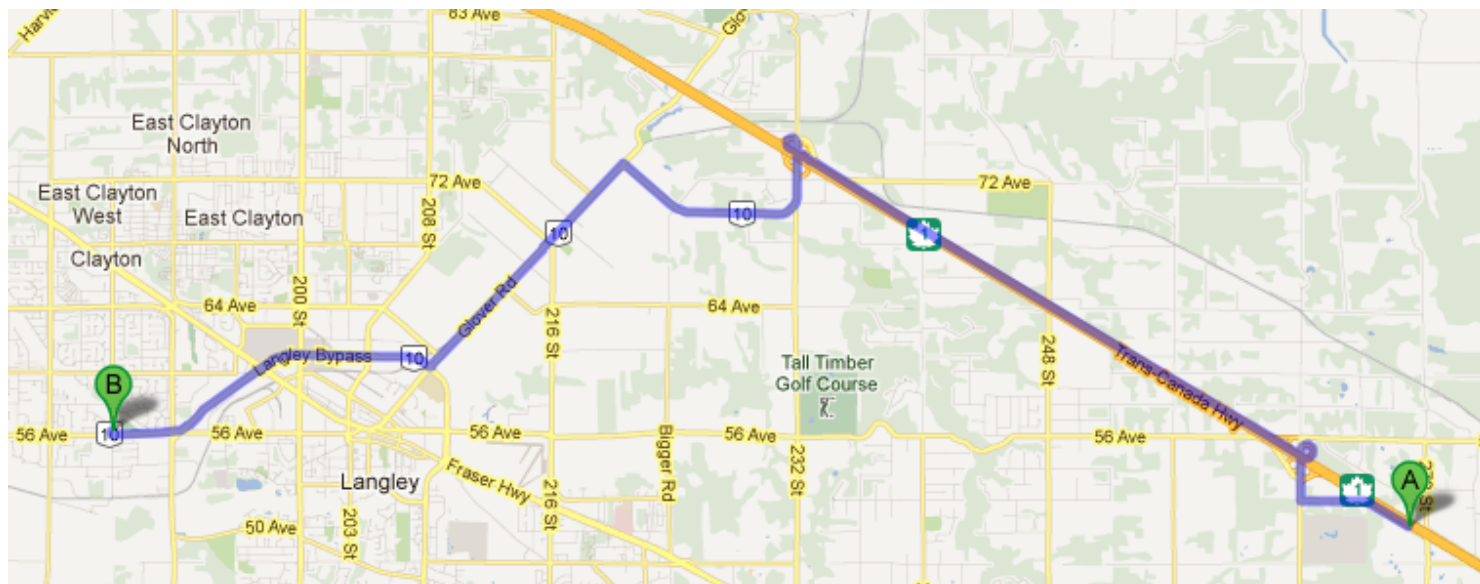 83 Ave
East Clayton
North
East Clayton
West
East Clayton
Clayton
72 Ave
208 St
10
72 Ave
10
1
200 St
64 Ave
Glover Rd
64 Ave
216 St
Langley Bypass
10
Tall Timber
Golf Course
248 St
Trans-Canada Hwy
B
10
56 Ave
56 Ave
56 Ave
56 Ave
56 Ave
Bigger Rd
232 St
Fraser Hwy
Langley
A
1
216 St
50 Ave
203 St